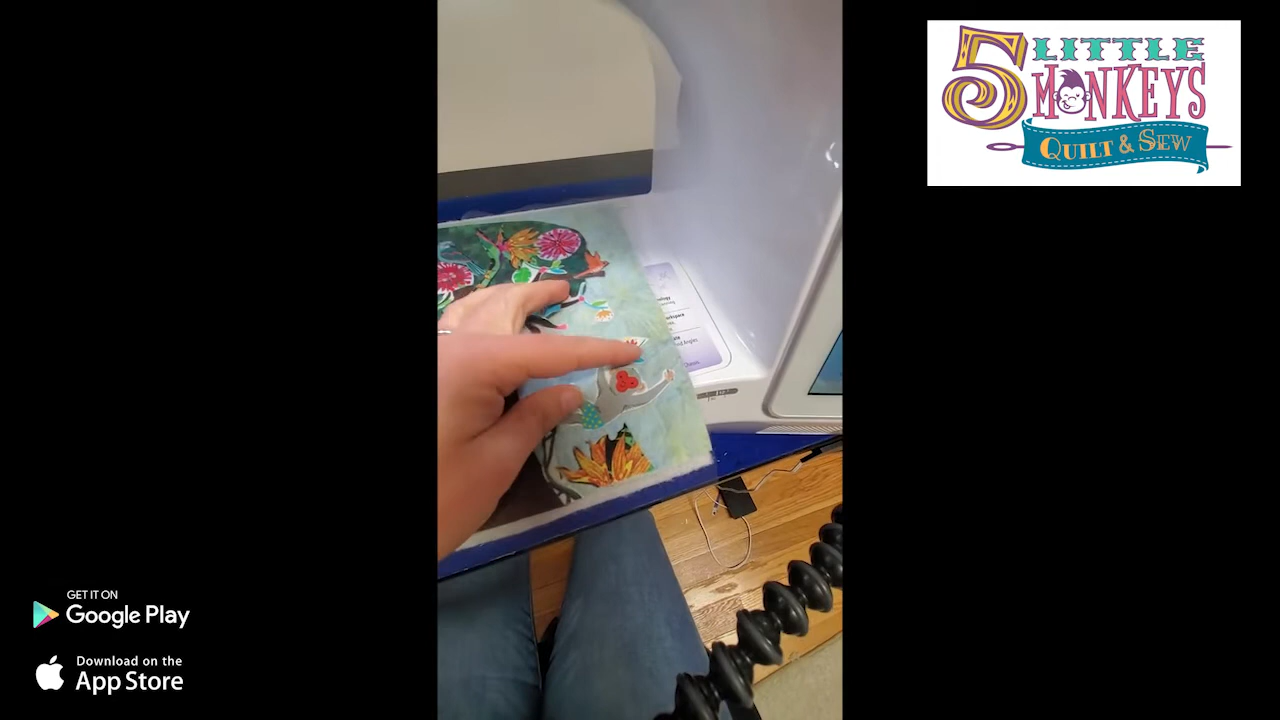 5 LITTLE
MONKEYS
QUILT & SEW
GET IT ON
Google Play
Download on the
App Store